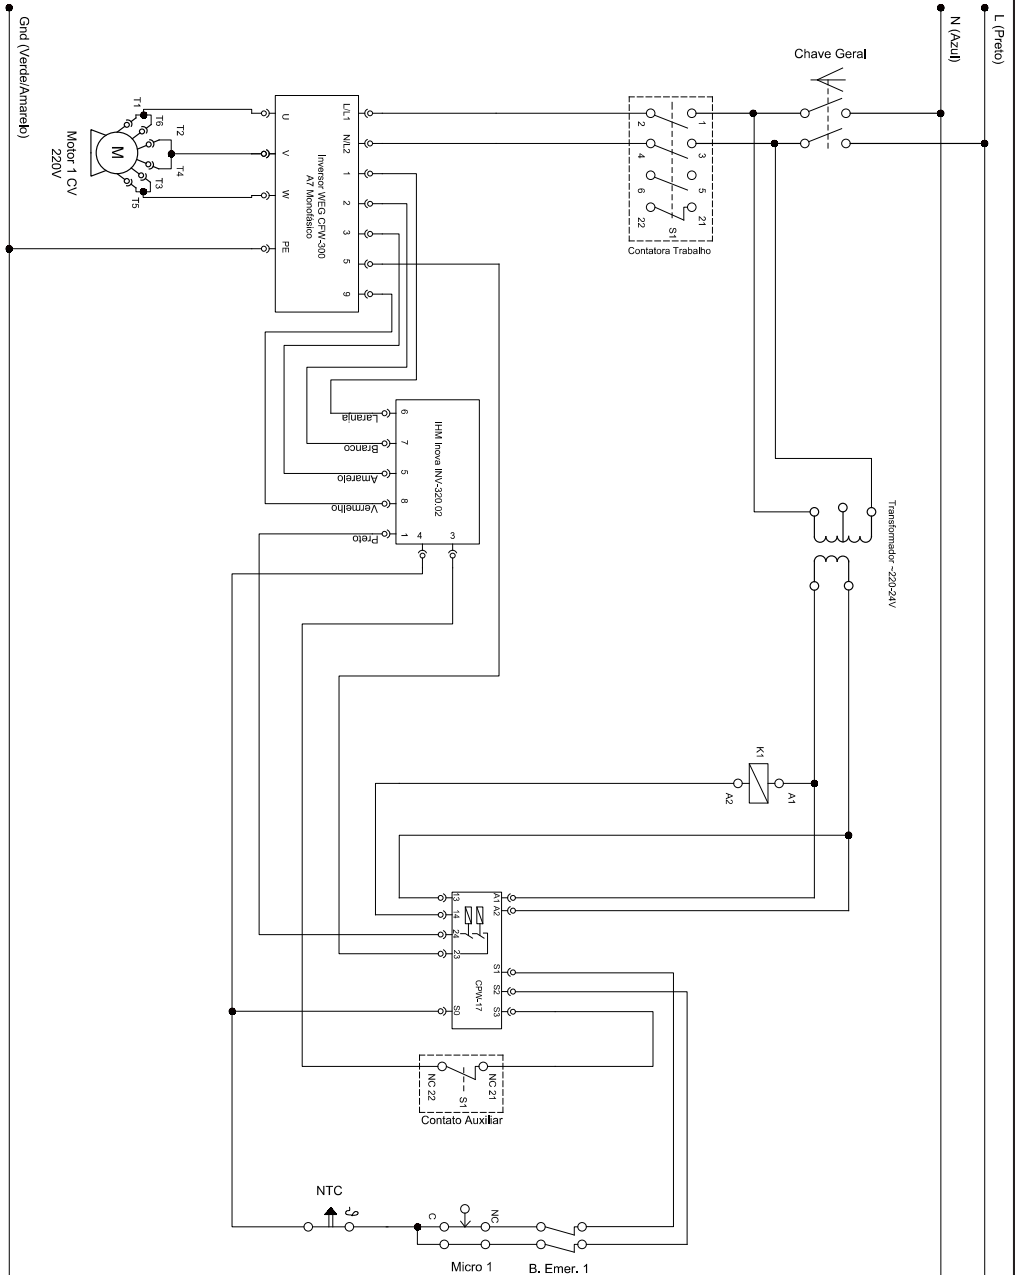 L (Preto)
N (Azul)
Gnd (Verde/Amarelo)
Chave Geral
T1
T6
T2
T4
T3
T5
M
Motor 1 CV
220V
U
V
W
PE
Inversor WEG CFW-300
A7 Monofásico
L/L1
N/L2
1
2
3
5
9
2
1
4
3
6
5
22
21
S1
Contatora Trabalho
Transformador ~220-24V
IHM Inova INV-320.02
6
7
5
8
1
4
3
Laranja
Branco
Amarelo
Vermelho
Preto
K1
A2
A1
13
14
24
23
S0
A1
A2
S1
S2
S3
CPW-17
NC 22
NC 21
S1
Contato Auxiliar
NTC
C
NC
Micro 1
B. Emer. 1